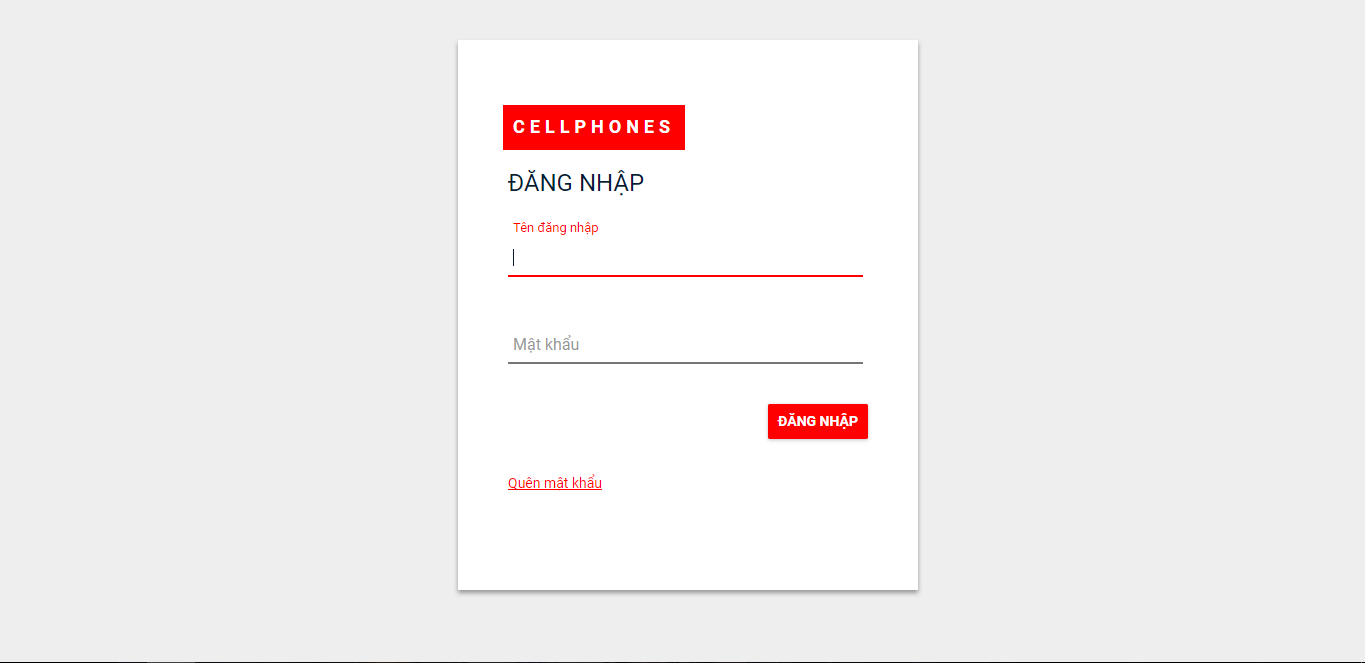 CELLPHONES
ĐĂNG NHẬP
Tên đăng nhập
Mật khẩu
ĐĂNG NHẬP
Quên mật khẩu